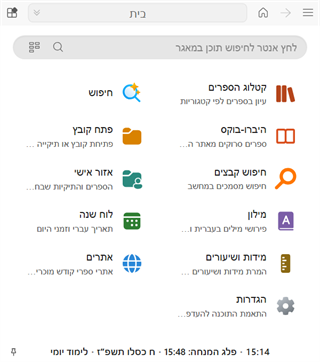 בית
לחץ אנטר לחיפוש תוכן במאגר
קטלוג הספרים
עיון בספרים לפי קטגוריות
חיפוש
היברו-בוקס
ספרים סרוקים מאתר ה...
פתח קובץ
פתיחת קובץ או תיקייה ...
חיפוש קבצים
חיפוש מסמכים במחשב
אזור אישי
הספרים והתיקיות שבח...
מילון
פירושי מילים בעברית ו...
לוח שנה
תאריך עברי וזמני היום
מידות ושיעורים
המרת מידות ושיעורים ...
אתרים
אתרי ספרי קודש מוכרי...
הגדרות
התאמת התוכנה להעדפ...
15:14 · פלג המנחה: 15:48 · ח כסלו תשפ"ז · לימוד יומי